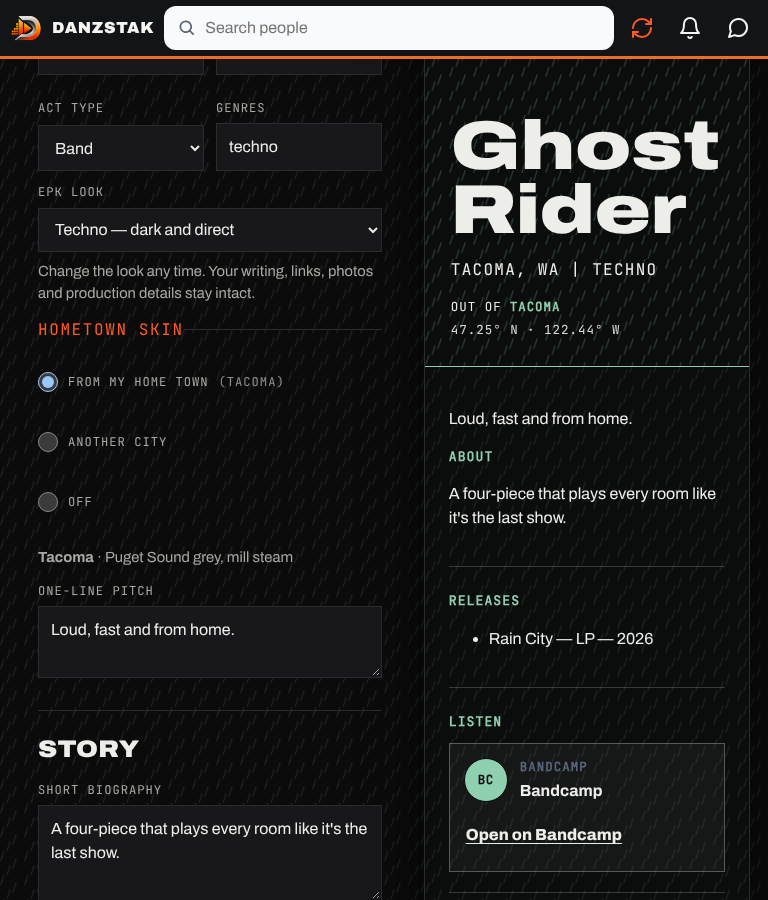 DANZSTAK
Search people
ACT TYPE
GENRES
Band
techno
EPK LOOK
Techno — dark and direct
Change the look any time. Your writing, links, photos
and production details stay intact.
HOMETOWN SKIN
FROM MY HOME TOWN (TACOMA)
ANOTHER CITY
OFF
Tacoma · Puget Sound grey, mill steam
ONE-LINE PITCH
Loud, fast and from home.
STORY
SHORT BIOGRAPHY
A four-piece that plays every room like it's the
last show.
Ghost
Rider
TACOMA, WA | TECHNO
OUT OF TACOMA
47.25° N · 122.44° W
Loud, fast and from home.
ABOUT
A four-piece that plays every room like
it's the last show.
RELEASES
• Rain City — LP — 2026
LISTEN
BC
BANDCAMP
Bandcamp
Open on Bandcamp